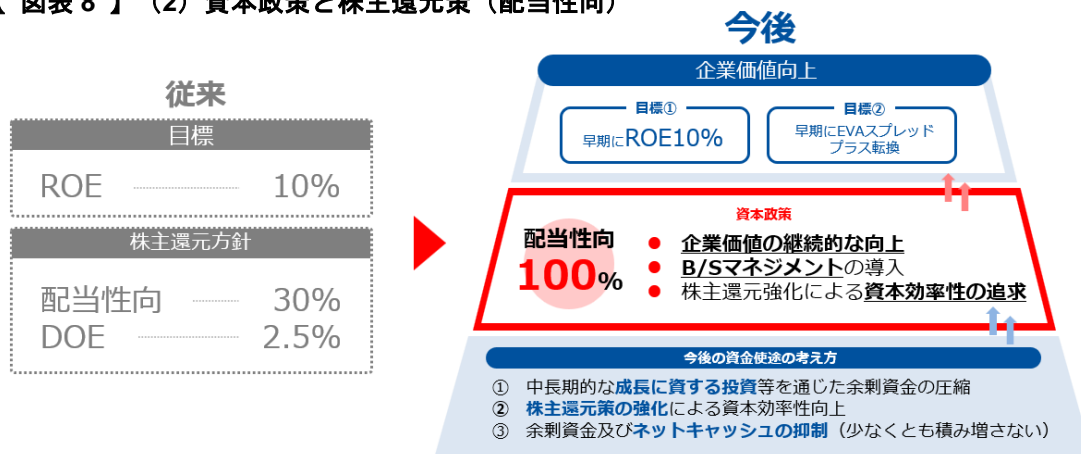 【 図表 8 】（2）資本政策と株主還元策（配当性向）
従来
目標
ROE 10%
株主還元方針
配当性向 30%
DOE 2.5%
今後
企業価値向上
目標①
早期にROE10%
目標②
早期にEVAスプレッド
プラス転換
資本政策
配当性向
100%
● 企業価値の継続的な向上
● B/Sマネジメントの導入
● 株主還元強化による資本効率性の追求
今後の資金使途の考え方
① 中長期的な成長に資する投資等を通じた余剰資金の圧縮
② 株主還元策の強化による資本効率性向上
③ 余剰資金及びネットキャッシュの抑制（少なくとも積み増さない）